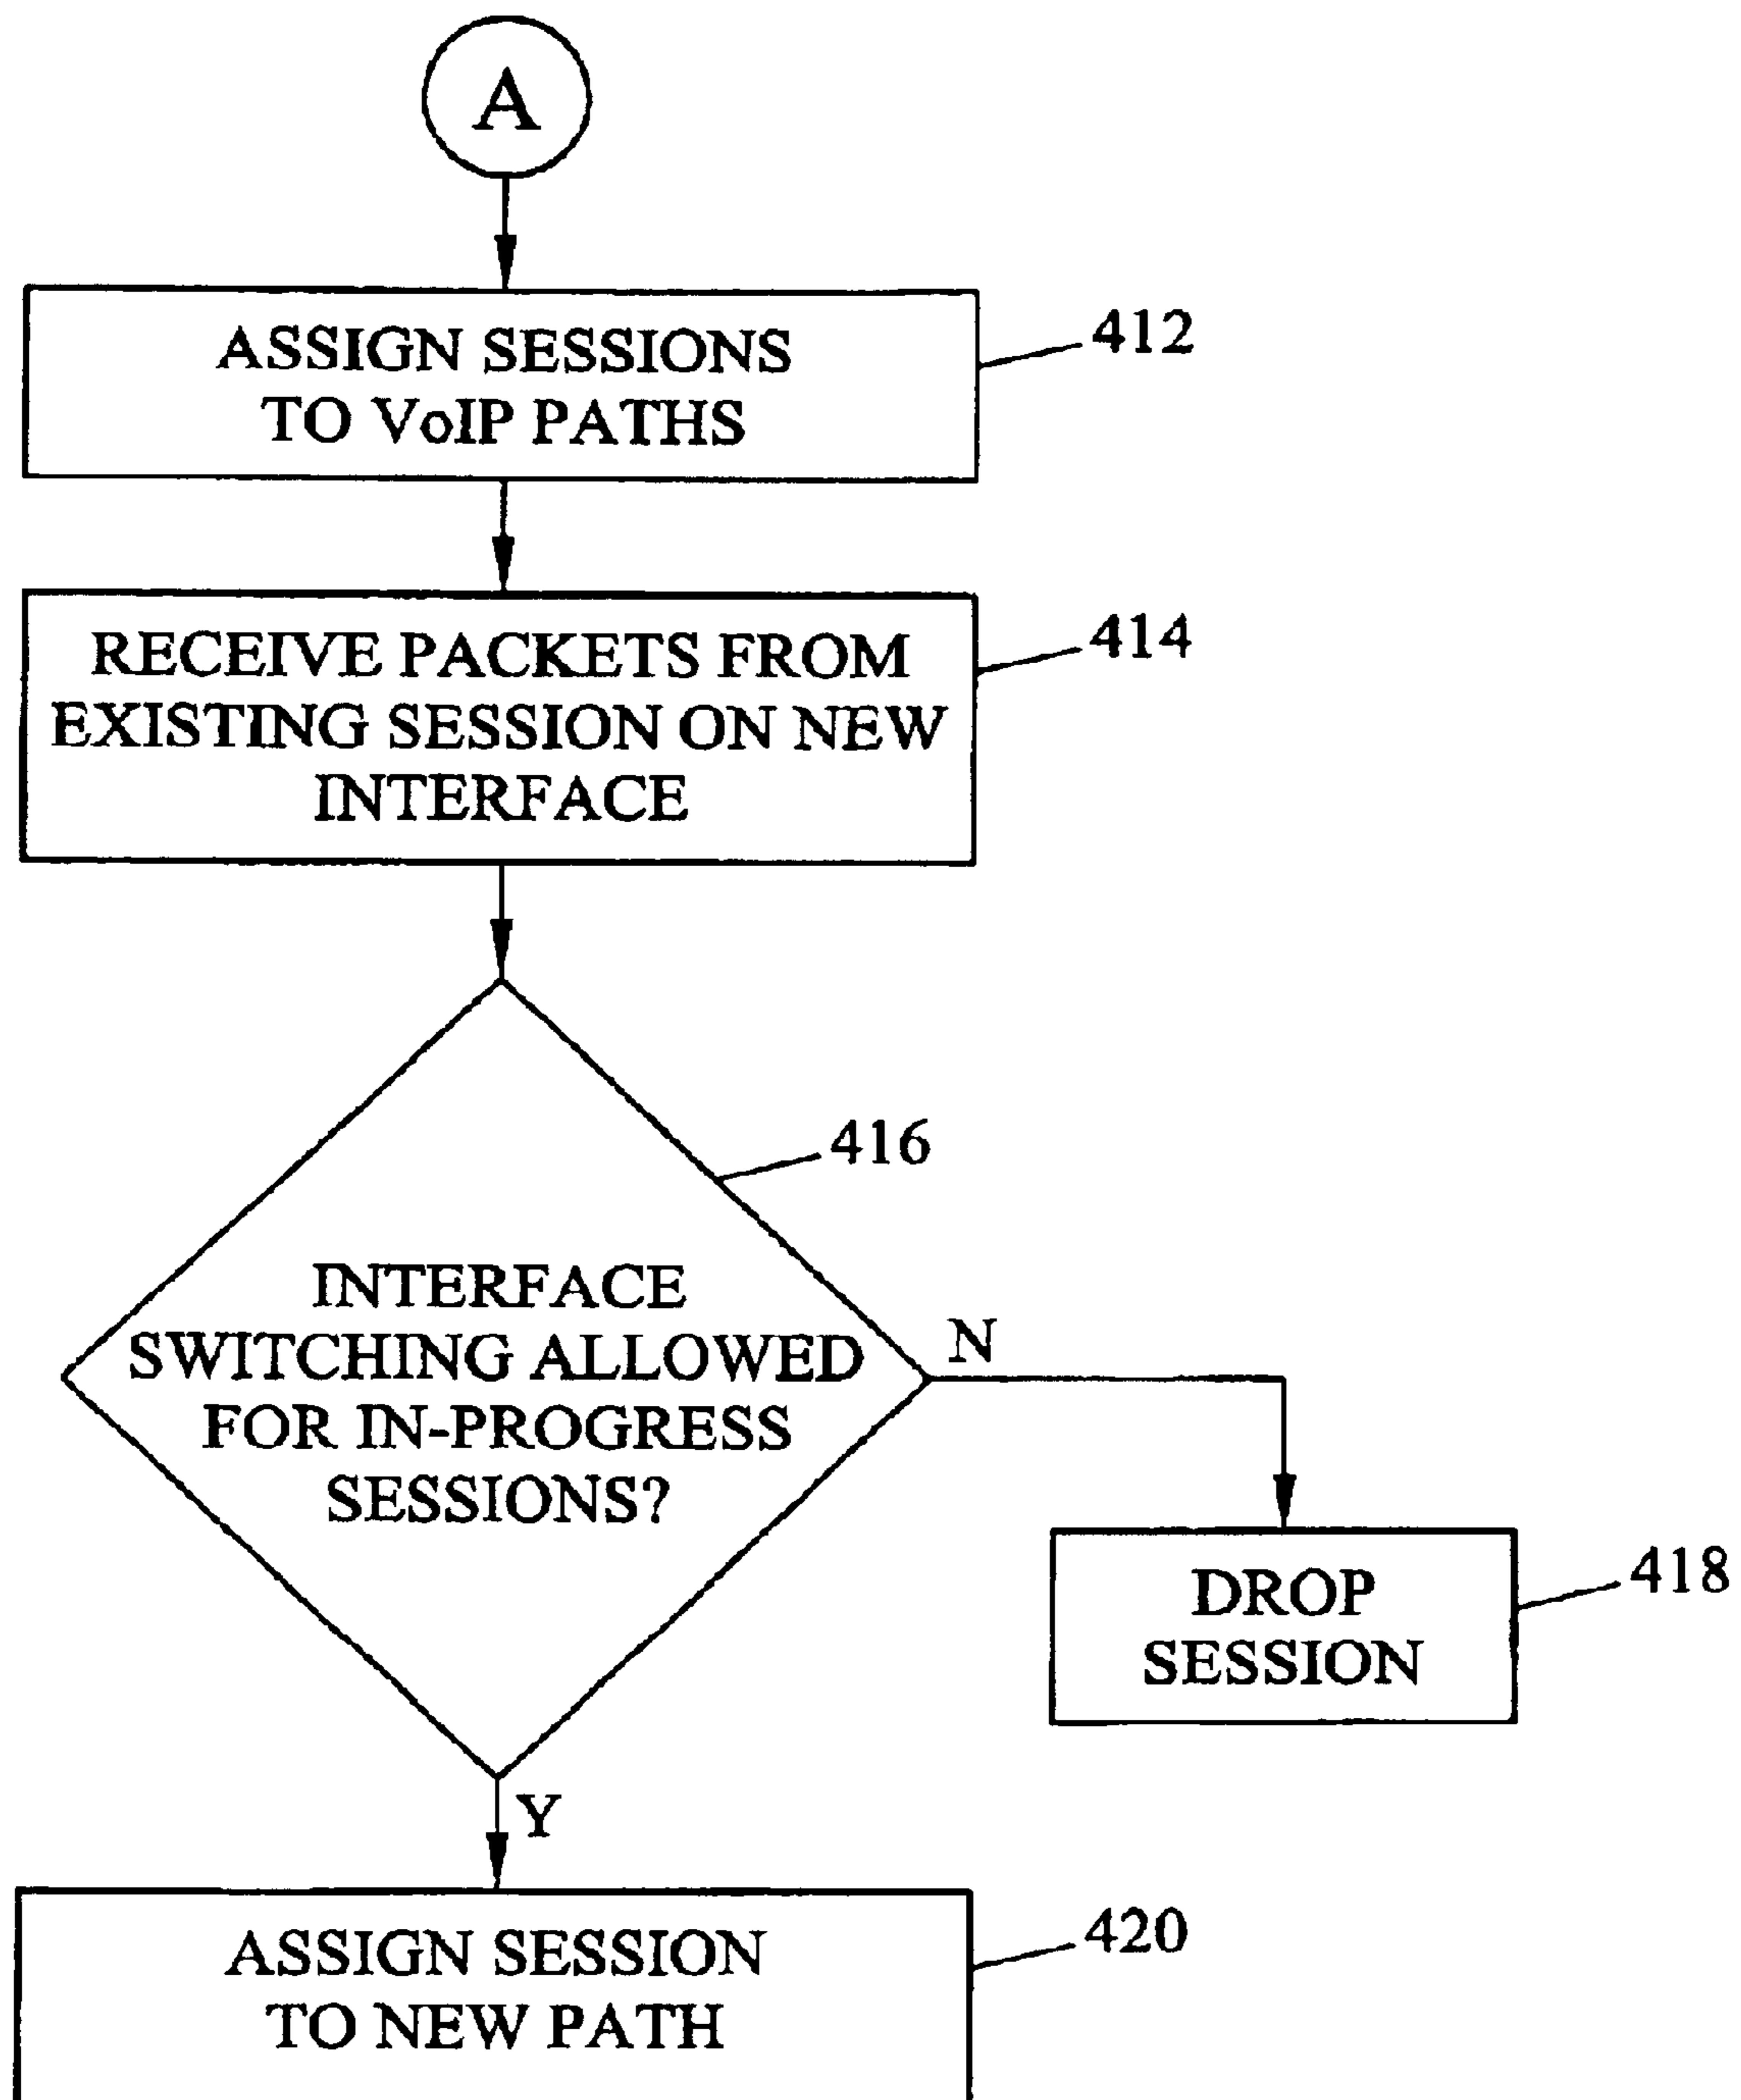 A
ASSIGN SESSIONS
TO VoIP PATHS
412
RECEIVE PACKETS FROM
EXISTING SESSION ON NEW
INTERFACE
414
416
INTERFACE
SWITCHING ALLOWED
FOR IN-PROGRESS
SESSIONS?
N
DROP
SESSION
418
Y
ASSIGN SESSION
TO NEW PATH
420